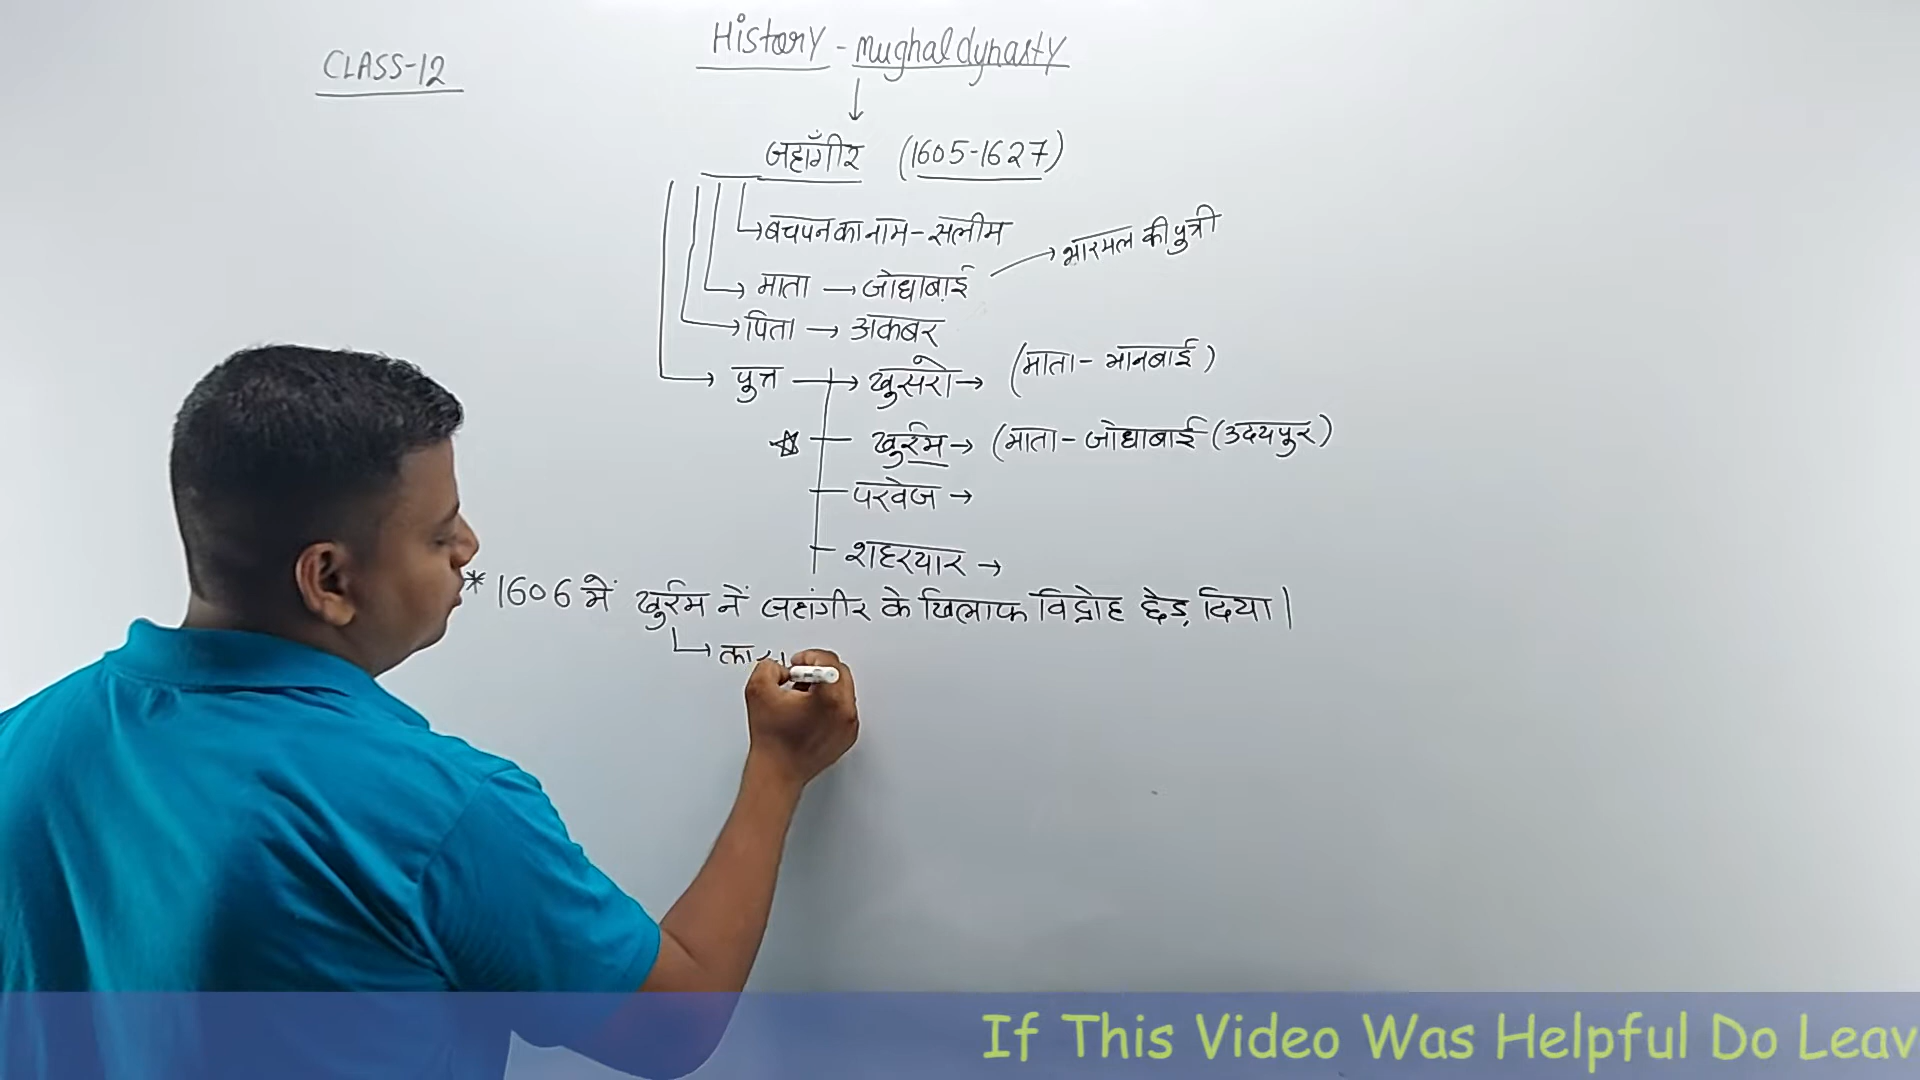 CLASS-12
History - mughal dynasty
जहाँगीर (1605-1627)
बचपन का नाम - सलीम
माता → जोधाबाई → भारमल की पुत्री
पिता → अकबर
पुत्र → खुसरो → (माता - मानबाई)
खुर्रम → (माता - जोधाबाई (उदयपुर)
परवेज →
शहरयार →
* 1606 में खुर्रम नें जहांगीर के खिलाफ विद्रोह छेड़ दिया।
If This Video Was Helpful Do Leav